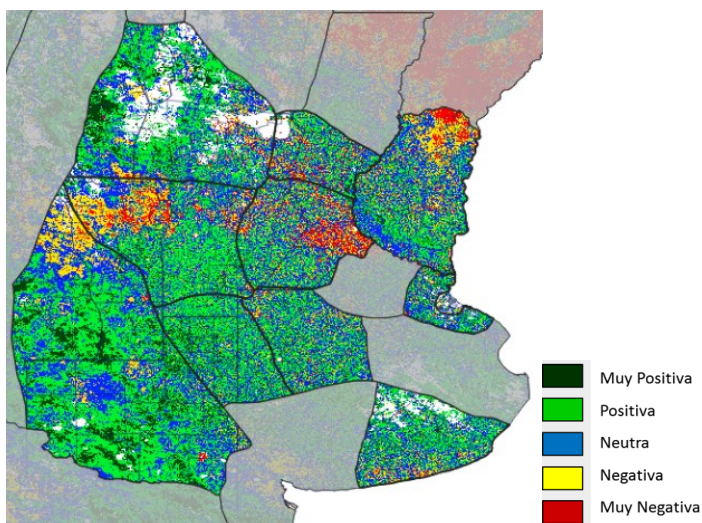 Muy Positiva
Positiva
Neutra
Negativa
Muy Negativa